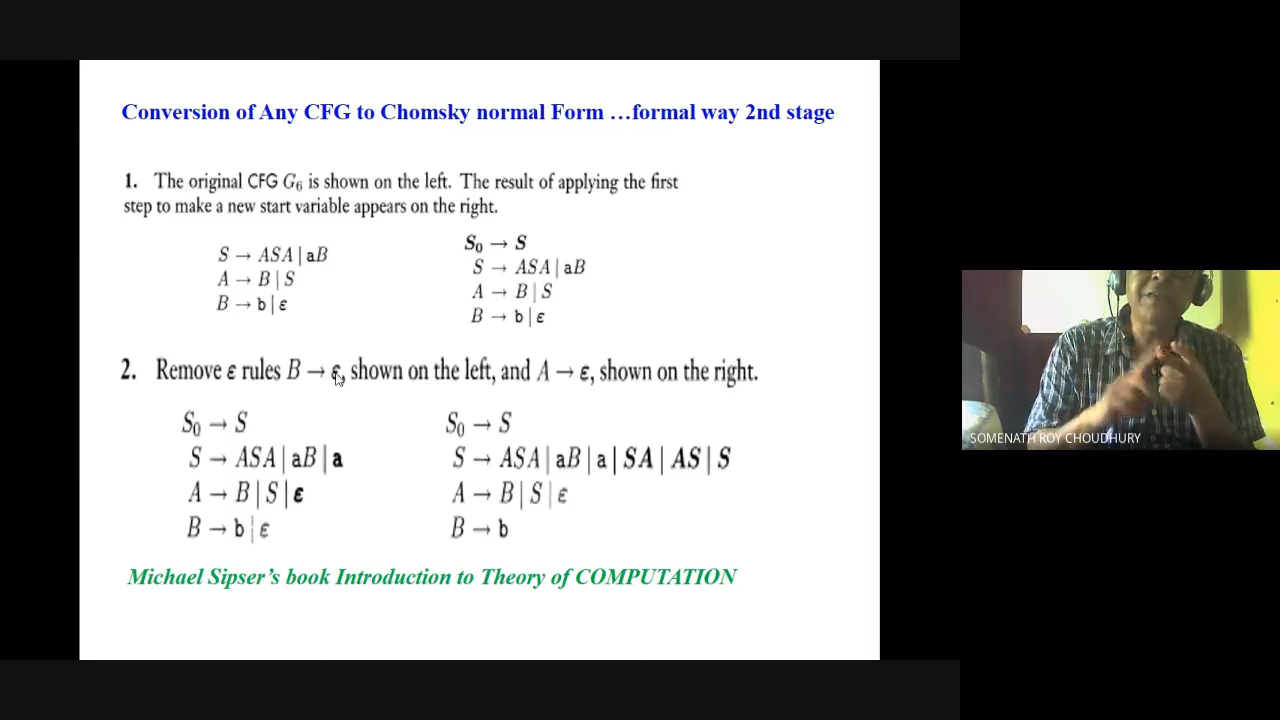 Conversion of Any CFG to Chomsky normal Form …formal way 2nd stage
1. The original CFG G₆ is shown on the left. The result of applying the first
step to make a new start variable appears on the right.
S → ASA | aB
A → B | S
B → b | ε
S₀ → S
S → ASA | aB
A → B | S
B → b | ε
2. Remove ε rules B → ε, shown on the left, and A → ε, shown on the right.
S₀ → S
S → ASA | aB | a
A → B | S | ε
B → b | ε
S₀ → S
S → ASA | aB | a | SA | AS | S
A → B | S | ε
B → b
Michael Sipser's book Introduction to Theory of COMPUTATION
SOMENATH ROY CHOUDHURY